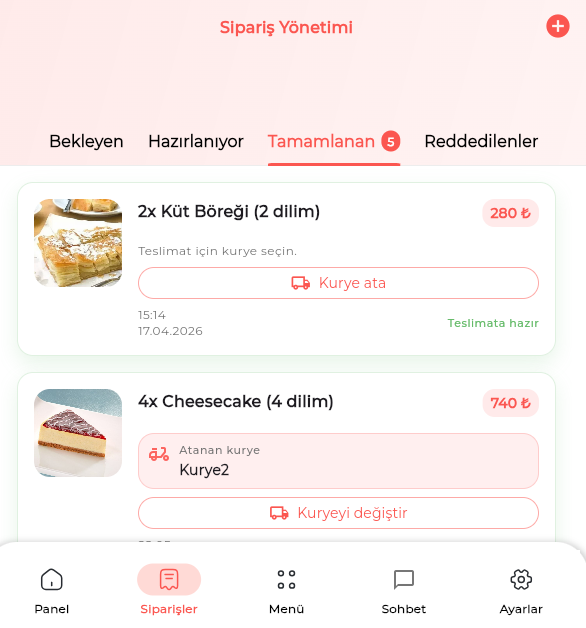 Sipariş Yönetimi
Bekleyen Hazırlanıyor Tamamlanan 5 Reddedilenler
2x Küt Böreği (2 dilim) 280 ₺
Teslimat için kurye seçin.
Kurye ata
15:14
17.04.2026
Teslimata hazır
4x Cheesecake (4 dilim) 740 ₺
Atanan kurye
Kurye2
Kuryeyi değiştir
Panel Siparişler Menü Sohbet Ayarlar